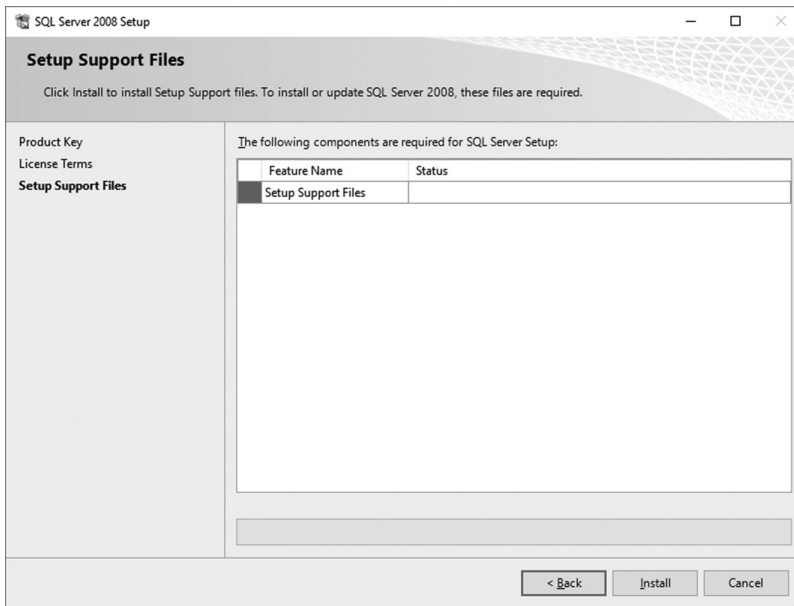 SQL Server 2008 Setup
Setup Support Files
Click Install to install Setup Support files. To install or update SQL Server 2008, these files are required.
Product Key
License Terms
Setup Support Files
The following components are required for SQL Server Setup:
Feature Name Status
Setup Support Files
< Back Install Cancel